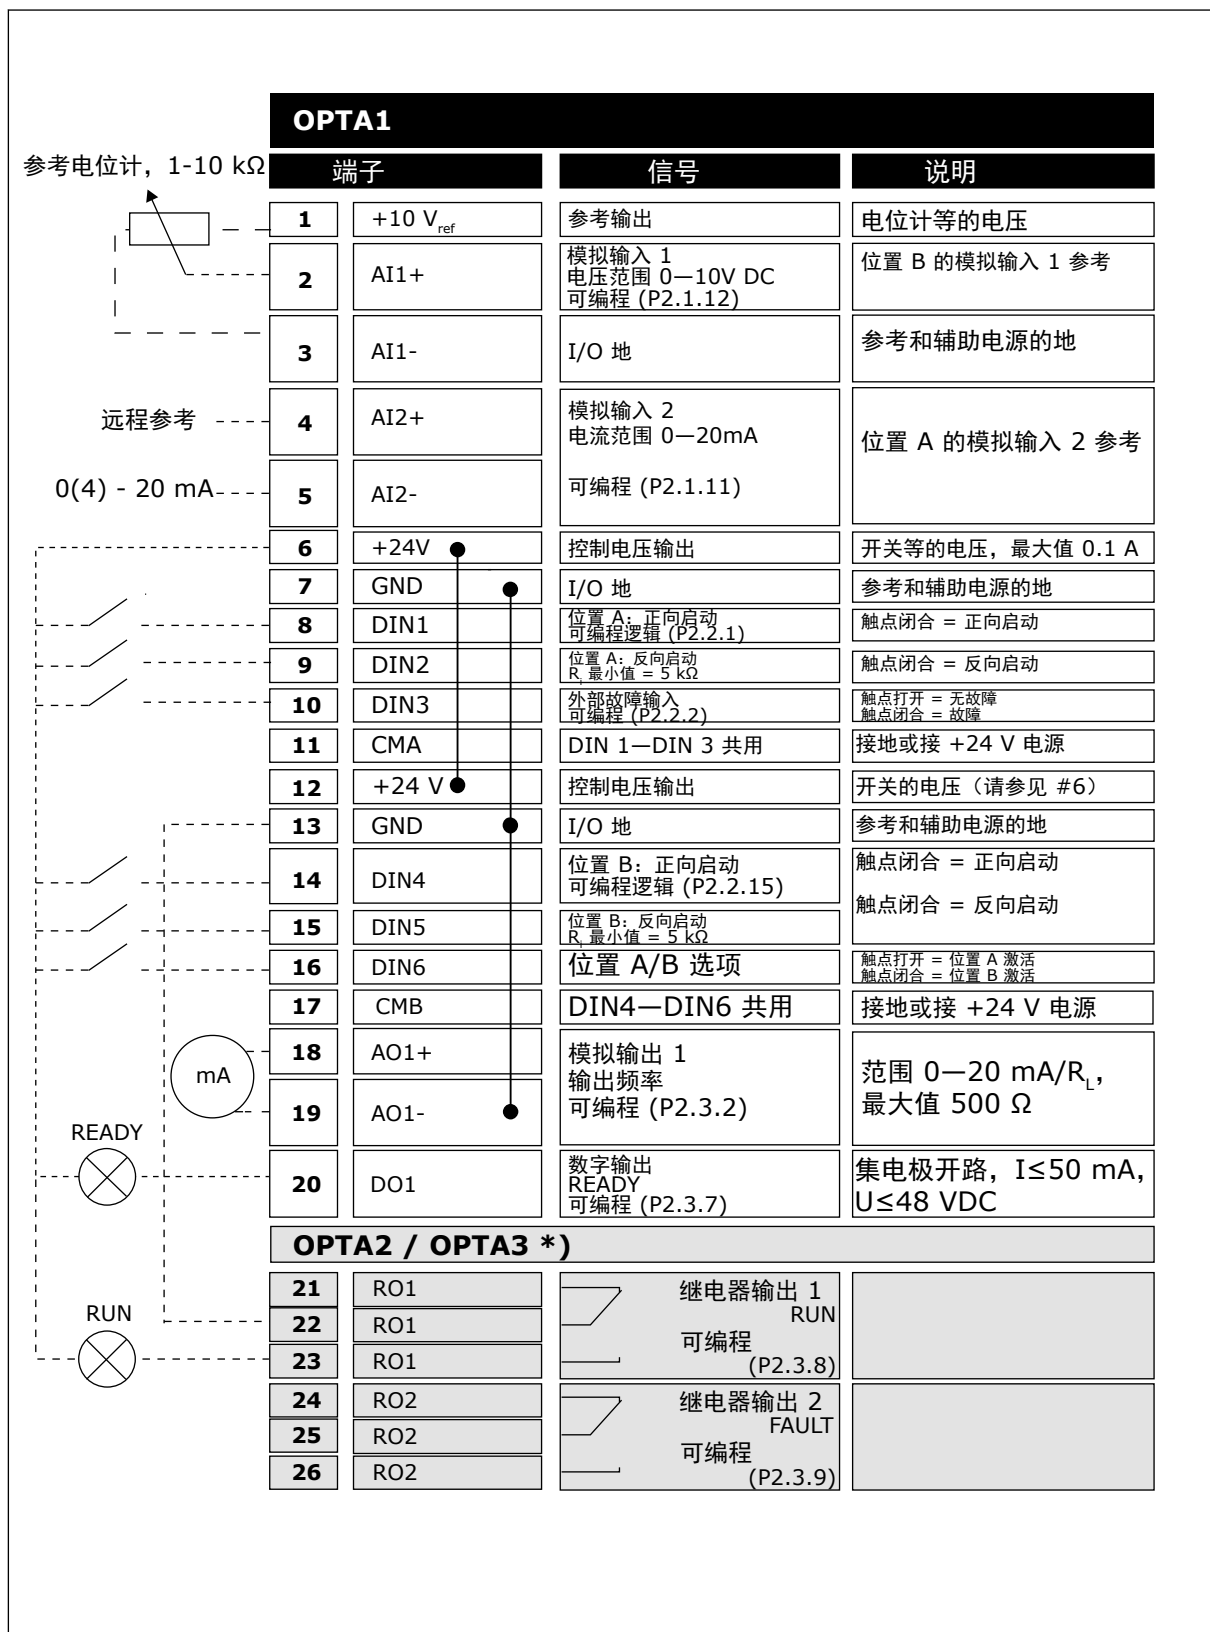 OPTA1
参考电位计，1-10 kΩ
端子 信号 说明
1 +10 Vref 参考输出 电位计等的电压
2 AI1+ 模拟输入 1
电压范围 0—10V DC
可编程 (P2.1.12)
位置 B 的模拟输入 1 参考
3 AI1- I/O 地 参考和辅助电源的地
远程参考
4 AI2+ 模拟输入 2
电流范围 0—20mA
可编程 (P2.1.11)
位置 A 的模拟输入 2 参考
0(4) - 20 mA
5 AI2-
6 +24V 控制电压输出 开关等的电压，最大值 0.1 A
7 GND I/O 地 参考和辅助电源的地
8 DIN1 位置 A：正向启动
可编程逻辑 (P2.2.1)
触点闭合 = 正向启动
9 DIN2 位置 A：反向启动
Ri 最小值 = 5 kΩ
触点闭合 = 反向启动
10 DIN3 外部故障输入
可编程 (P2.2.2)
触点打开 = 无故障
触点闭合 = 故障
11 CMA DIN 1—DIN 3 共用 接地或接 +24 V 电源
12 +24 V 控制电压输出 开关的电压（请参见 #6）
13 GND I/O 地 参考和辅助电源的地
14 DIN4 位置 B：正向启动
可编程逻辑 (P2.2.15)
触点闭合 = 正向启动
触点闭合 = 反向启动
15 DIN5 位置 B：反向启动
Ri 最小值 = 5 kΩ
16 DIN6 位置 A/B 选项
触点打开 = 位置 A 激活
触点闭合 = 位置 B 激活
17 CMB DIN4—DIN6 共用 接地或接 +24 V 电源
mA
18 AO1+ 模拟输出 1
输出频率
可编程 (P2.3.2)
范围 0—20 mA/RL，
最大值 500 Ω
19 AO1-
READY
20 DO1 数字输出
READY
可编程 (P2.3.7)
集电极开路，I≤50 mA，
U≤48 VDC
OPTA2 / OPTA3 *)
21 RO1 继电器输出 1
RUN
可编程
(P2.3.8)
RUN
22 RO1
23 RO1
24 RO2 继电器输出 2
FAULT
可编程
(P2.3.9)
25 RO2
26 RO2